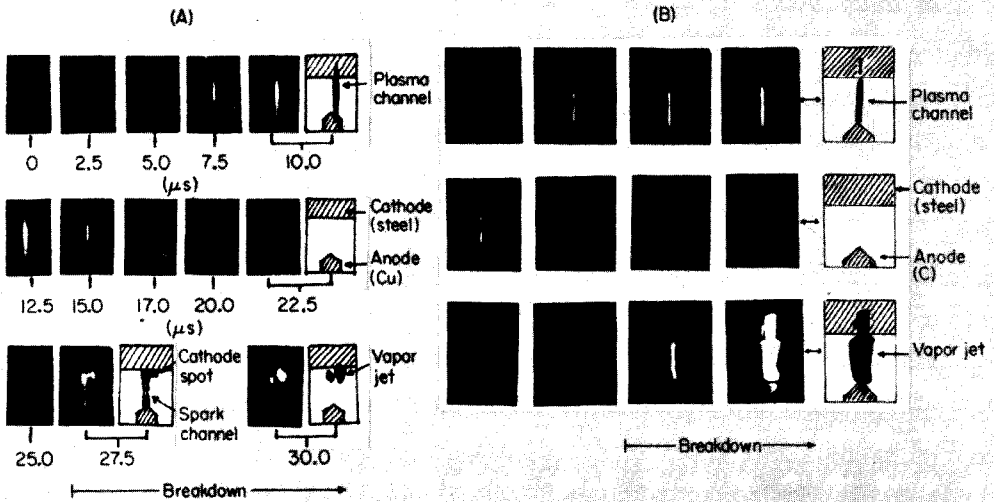 (A)
Plasma
channel
0 2.5 5.0 7.5 10.0
(μs)
Cathode
(steel)
Anode
(Cu)
12.5 15.0 17.0 20.0 22.5
(μs)
Cathode
spot
Spark
channel
Vapor
jet
25.0 27.5 30.0
Breakdown
(B)
Plasma
channel
Cathode
(steel)
Anode
(C)
Vapor jet
Breakdown